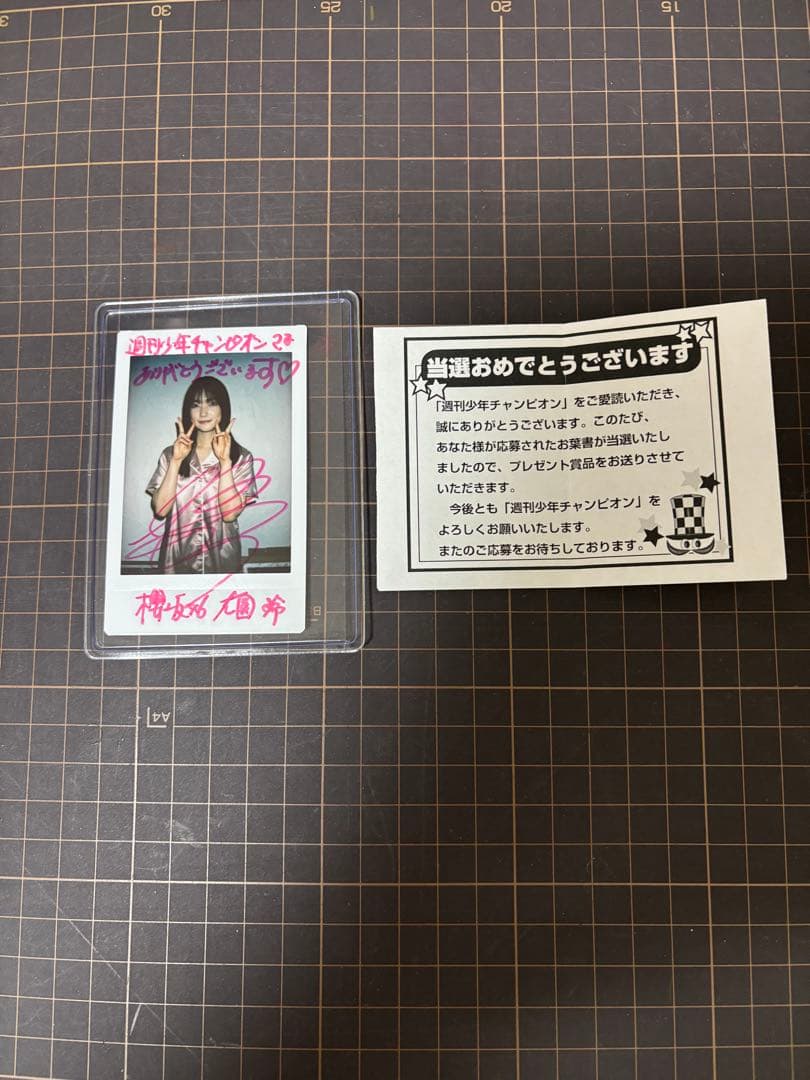 30
25
20
15
週刊少年チャンピオンさま
ありがとうございます♡
櫻坂46 大園 玲
B
A4
当選おめでとうございます
「週刊少年チャンピオン」をご愛読いただき、
誠にありがとうございます。このたび、
あなた様が応募されたお葉書が当選いたし
ましたので、プレゼント賞品をお送りさせて
いただきます。
今後とも「週刊少年チャンピオン」を
よろしくお願いいたします。
またのご応募をお待ちしております。